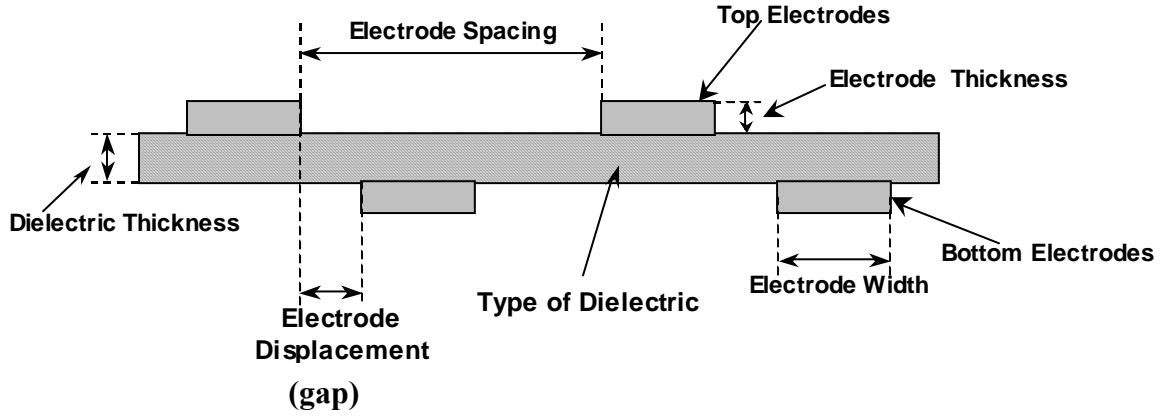 Top Electrodes
Electrode Spacing
Electrode Thickness
Dielectric Thickness
Bottom Electrodes
Electrode Width
Type of Dielectric
Electrode
Displacement
(gap)